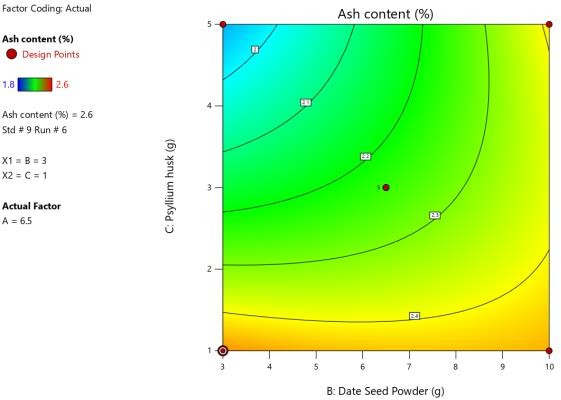 Factor Coding: Actual
Ash content (%)
Design Points
1.8 2.6
Ash content (%) = 2.6
Std # 9 Run # 6
X1 = B = 3
X2 = C = 1
Actual Factor
A = 6.5
Ash content (%)
C: Psyllium husk (g)
5
4
3
2
1
2
2.1
2.2
5
2.3
2.4
3 4 5 6 7 8 9 10
B: Date Seed Powder (g)